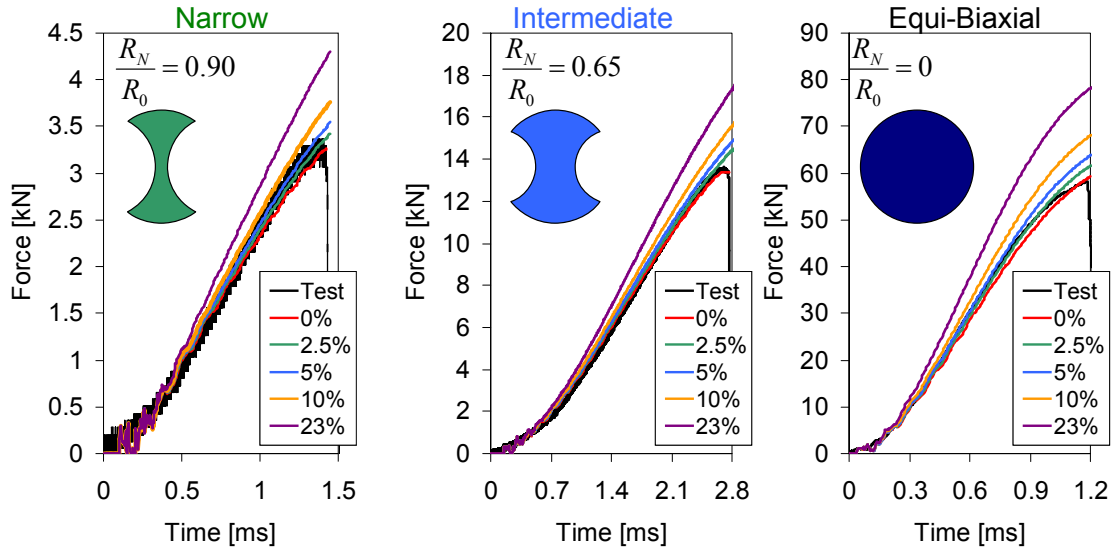 Narrow
R_N/R_0 = 0.90
Force [kN]
4.5
4
3.5
3
2.5
2
1.5
1
0.5
0
Test
0%
2.5%
5%
10%
23%
0 0.5 1 1.5
Time [ms]
Intermediate
R_N/R_0 = 0.65
Force [kN]
20
18
16
14
12
10
8
6
4
2
0
Test
0%
2.5%
5%
10%
23%
0 0.7 1.4 2.1 2.8
Time [ms]
Equi-Biaxial
R_N/R_0 = 0
Force [kN]
90
80
70
60
50
40
30
20
10
0
Test
0%
2.5%
5%
10%
23%
0 0.3 0.6 0.9 1.2
Time [ms]